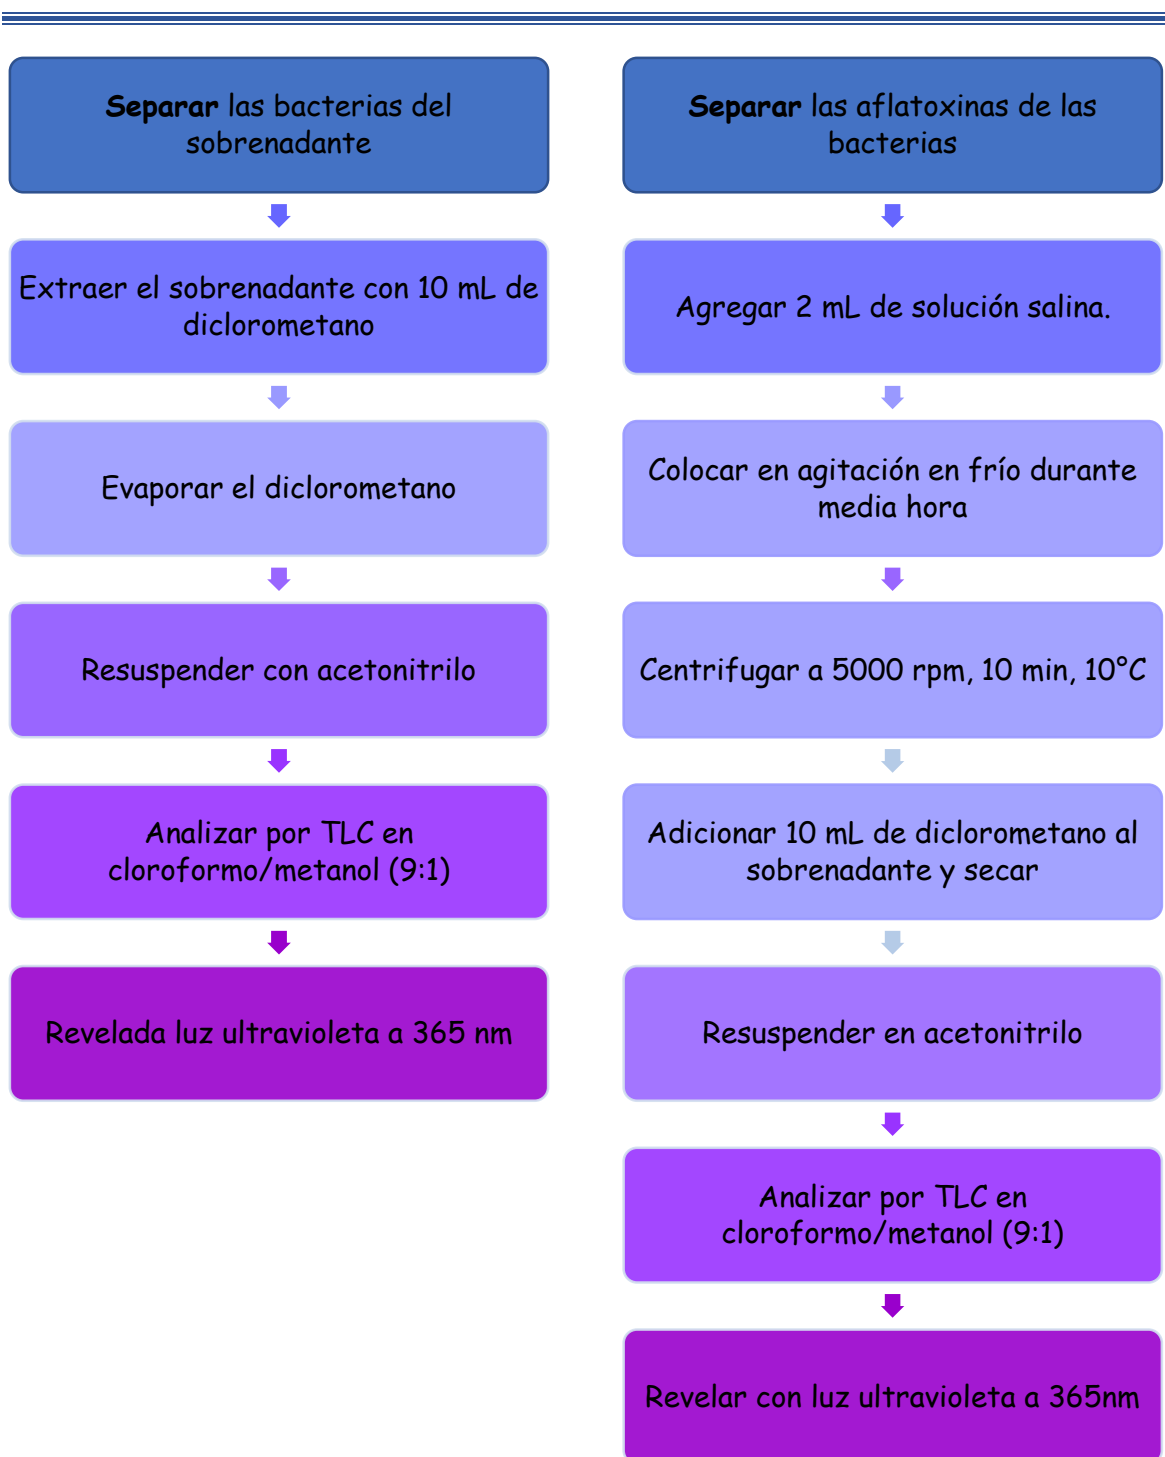 Separar las bacterias del
sobrenadante
Extraer el sobrenadante con 10 mL de
diclorometano
Evaporar el diclorometano
Resuspender con acetonitrilo
Analizar por TLC en
cloroformo/metanol (9:1)
Revelada luz ultravioleta a 365 nm
Separar las aflatoxinas de las
bacterias
Agregar 2 mL de solución salina.
Colocar en agitación en frío durante
media hora
Centrifugar a 5000 rpm, 10 min, 10°C
Adicionar 10 mL de diclorometano al
sobrenadante y secar
Resuspender en acetonitrilo
Analizar por TLC en
cloroformo/metanol (9:1)
Revelar con luz ultravioleta a 365nm